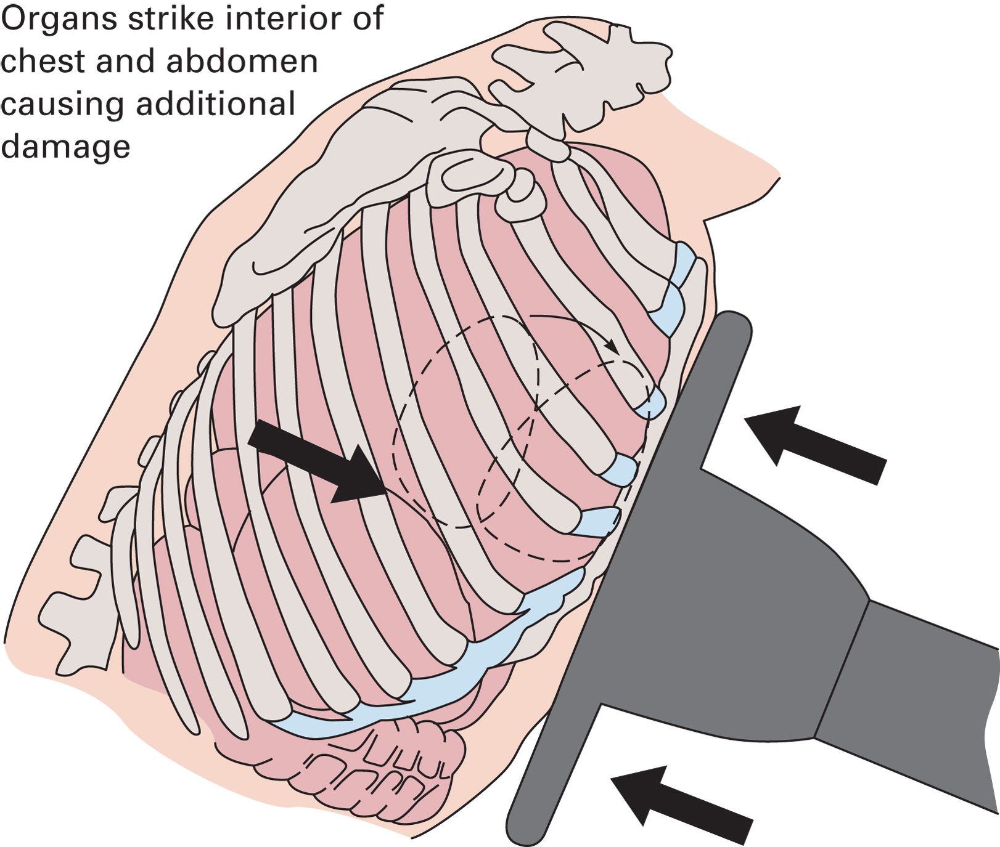 Organs strike interior of
chest and abdomen
causing additional
damage